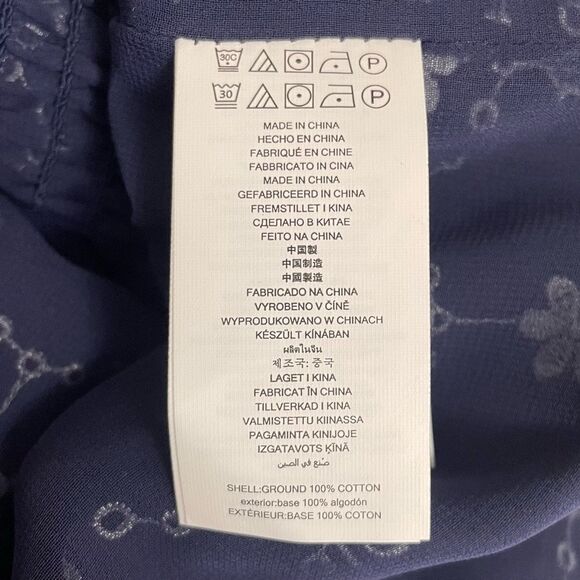 30C P
30 P
MADE IN CHINA
HECHO EN CHINA
FABRIQUÉ EN CHINE
FABBRICATO IN CINA
MADE IN CHINA
GEFABRICEERD IN CHINA
FREMSTILLET I KINA
СДЕЛАНО В КИТАЕ
FEITO NA CHINA
中国製
中国制造
中國製造
FABRICADO NA CHINA
VYROBENO V ČÍNĚ
WYPRODUKOWANO W CHINACH
KÉSZÜLT KÍNÁBAN
ผลิตในจีน
제조국: 중국
LAGET I KINA
FABRICAT ÎN CHINA
TILLVERKAD I KINA
VALMISTETTU KIINASSA
PAGAMINTA KINIJOJE
IZGATAVOTS ĶĪNĀ
صُنع في الصين
SHELL:GROUND 100% COTTON
exterior:base 100% algodón
EXTÉRIEUR:BASE 100% COTON